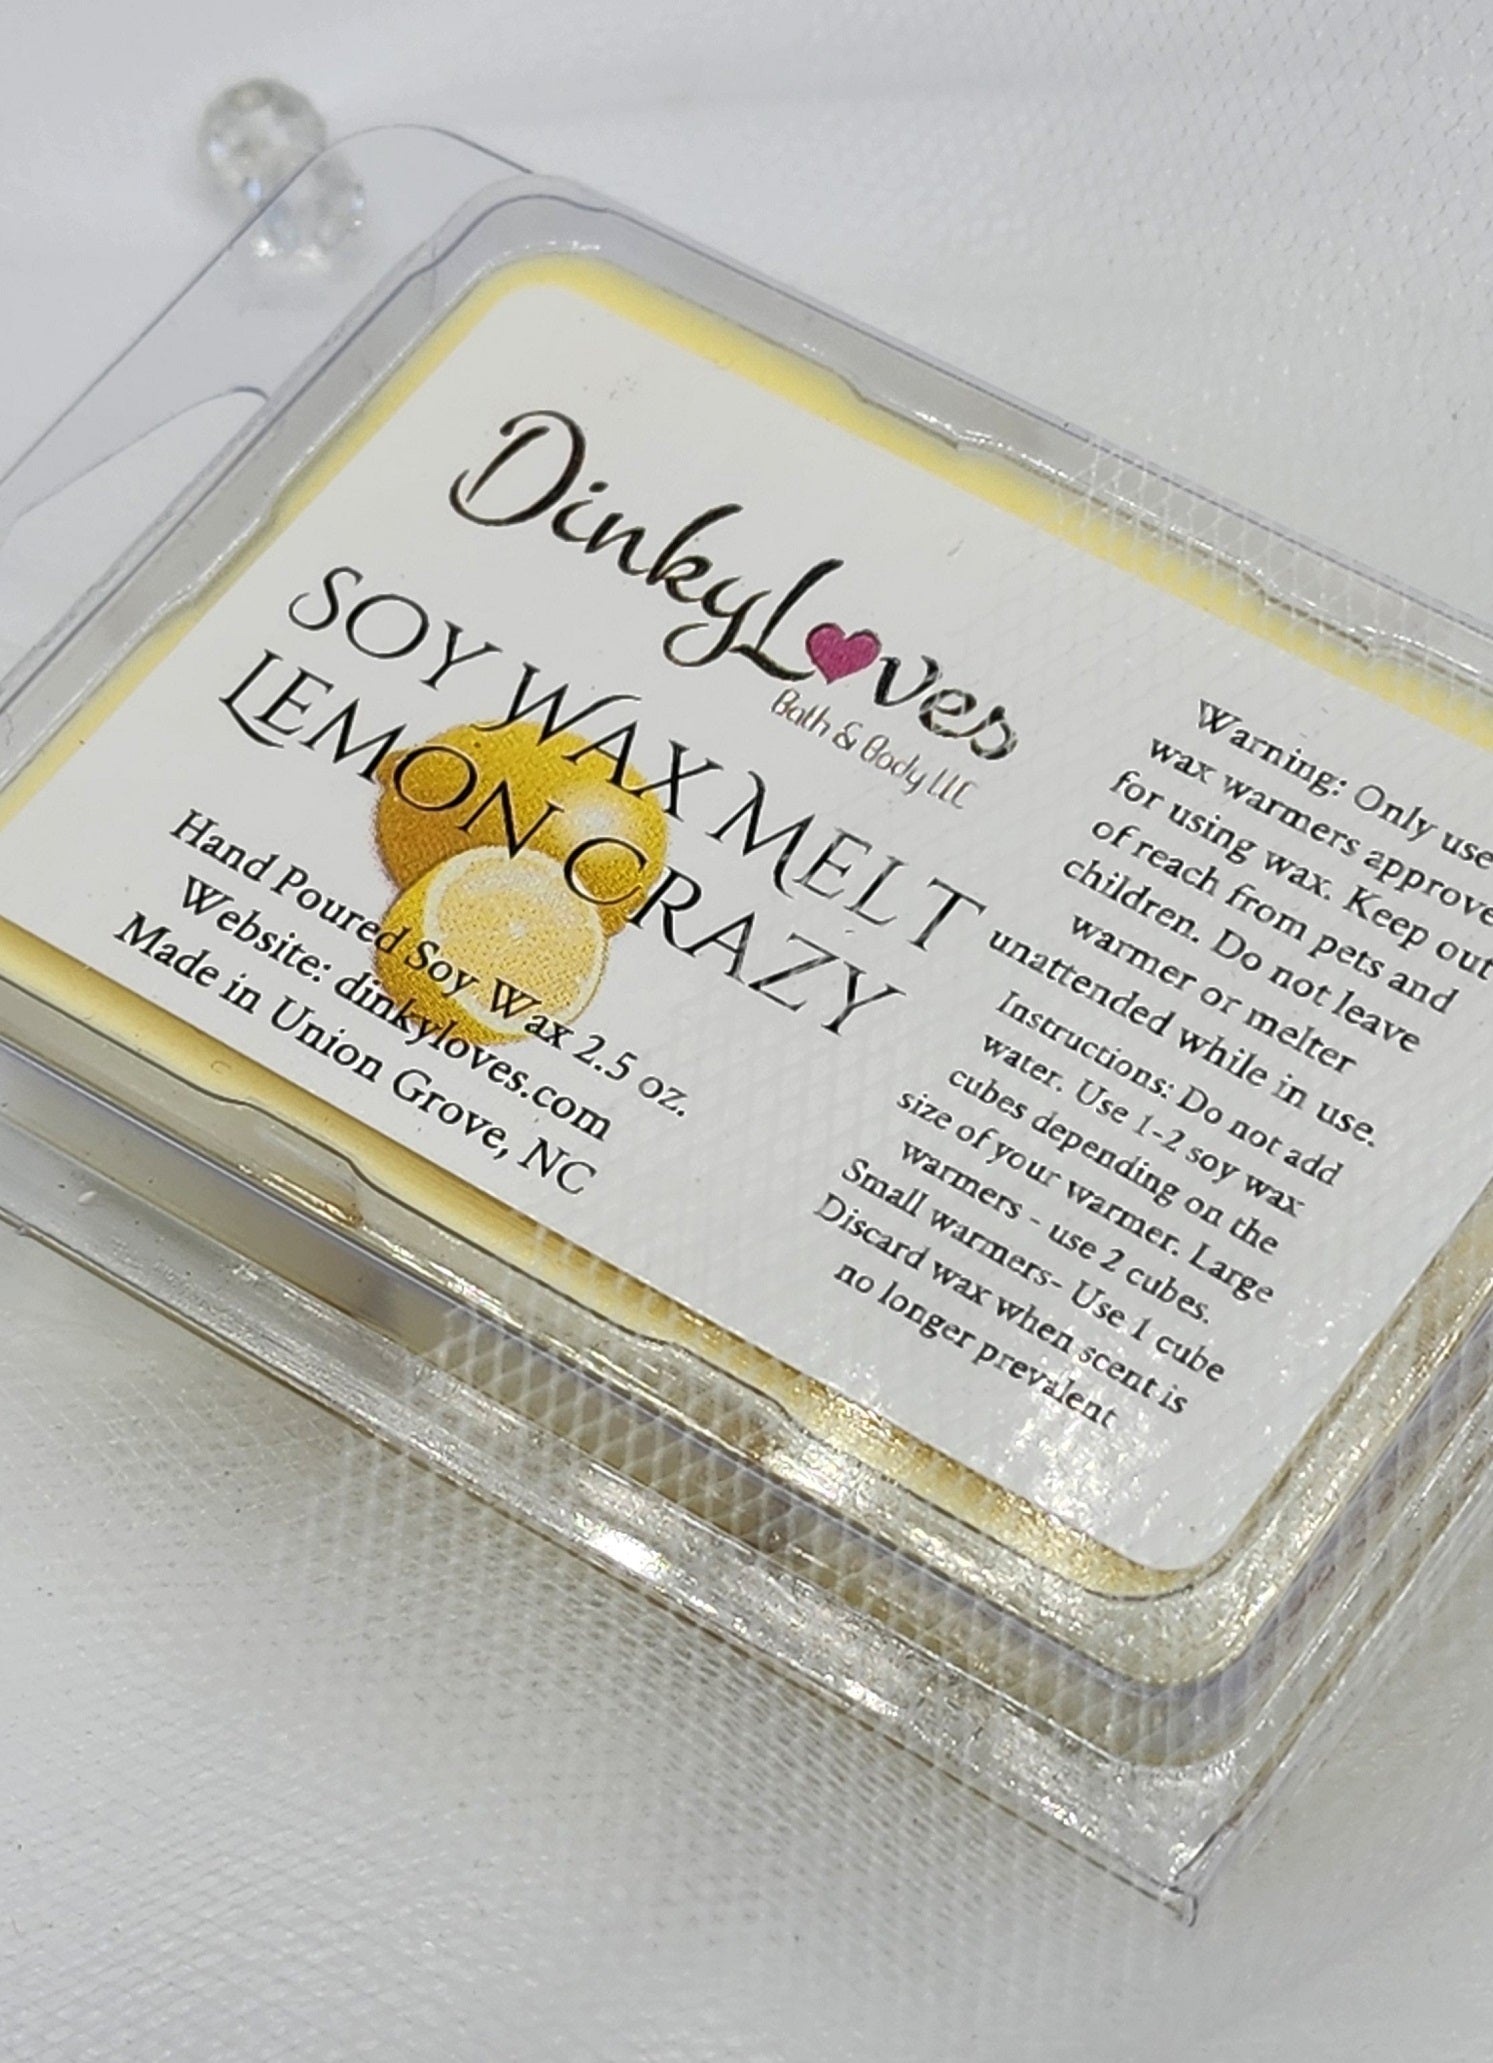 DinkyLoves
Bath & Body LLC
SOY WAX MELT
LEMON CRAZY
Hand Poured Soy Wax 2.5 oz.
Website: dinkyloves.com
Made in Union Grove, NC
Warning: Only use
wax warmers approve
for using wax. Keep out
of reach from pets and
children. Do not leave
warmer or melter
unattended while in use.
Instructions: Do not add
water. Use 1-2 soy wax
cubes depending on the
size of your warmer. Large
warmers - use 2 cubes.
Small warmers- Use 1 cube
Discard wax when scent is
no longer prevalent